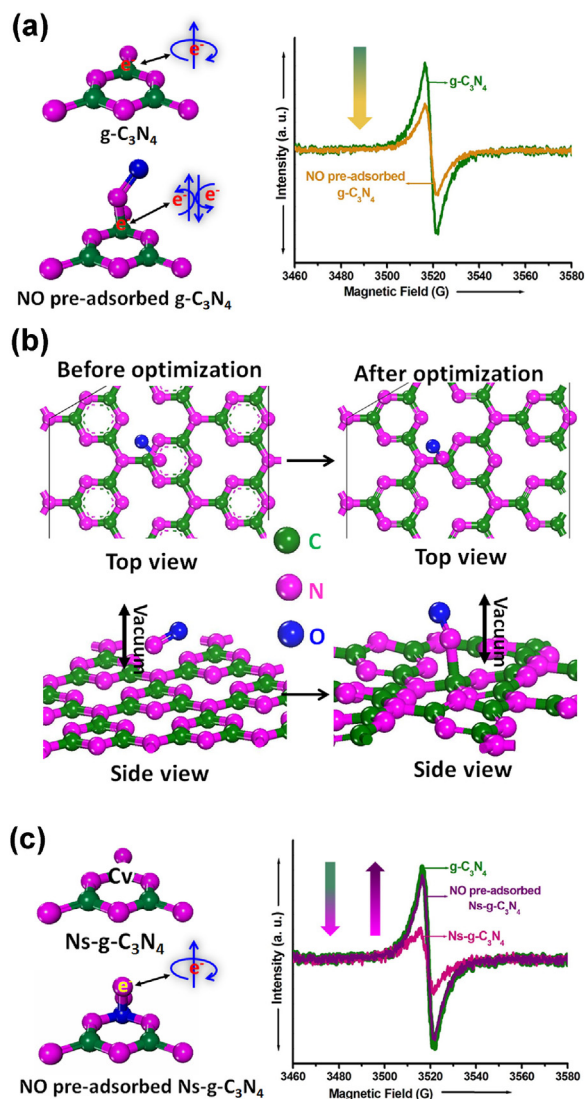 (a)
e⁻
e⁻
g-C₃N₄
e
e⁻
e⁻
NO pre-adsorbed g-C₃N₄
Intensity (a. u.)
g-C₃N₄
NO pre-adsorbed
g-C₃N₄
3460 3480 3500 3520 3540 3560 3580
Magnetic Field (G)
(b)
Before optimization
After optimization
Top view
Top view
C
N
O
Vacuum
Vacuum
Side view
Side view
(c)
Cv
Ns-g-C₃N₄
e
e⁻
NO pre-adsorbed Ns-g-C₃N₄
Intensity (a. u.)
g-C₃N₄
NO pre-adsorbed
Ns-g-C₃N₄
Ns-g-C₃N₄
3460 3480 3500 3520 3540 3560 3580
Magnetic Field (G)